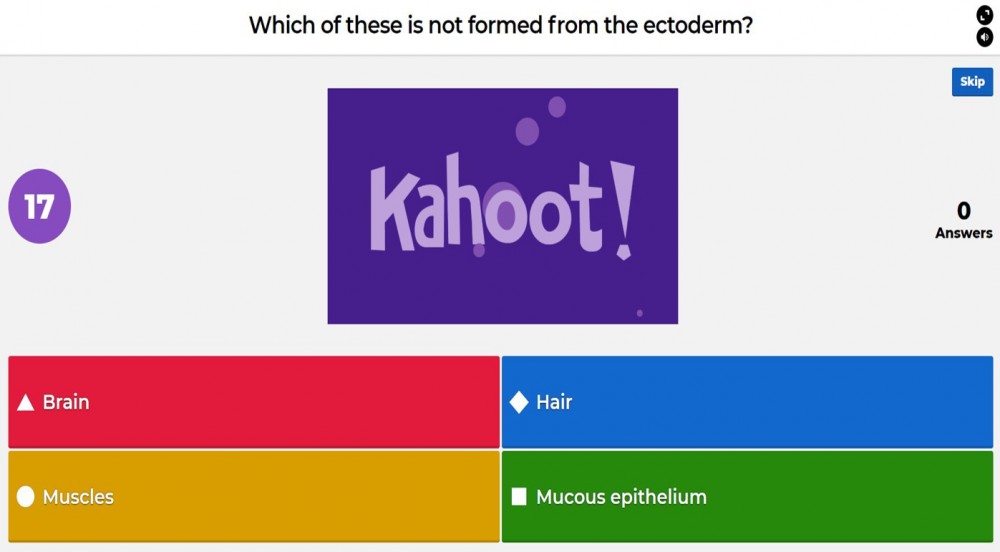 Which of these is not formed from the ectoderm?
Skip
Kahoot!
17
0
Answers
Brain
Hair
Muscles
Mucous epithelium